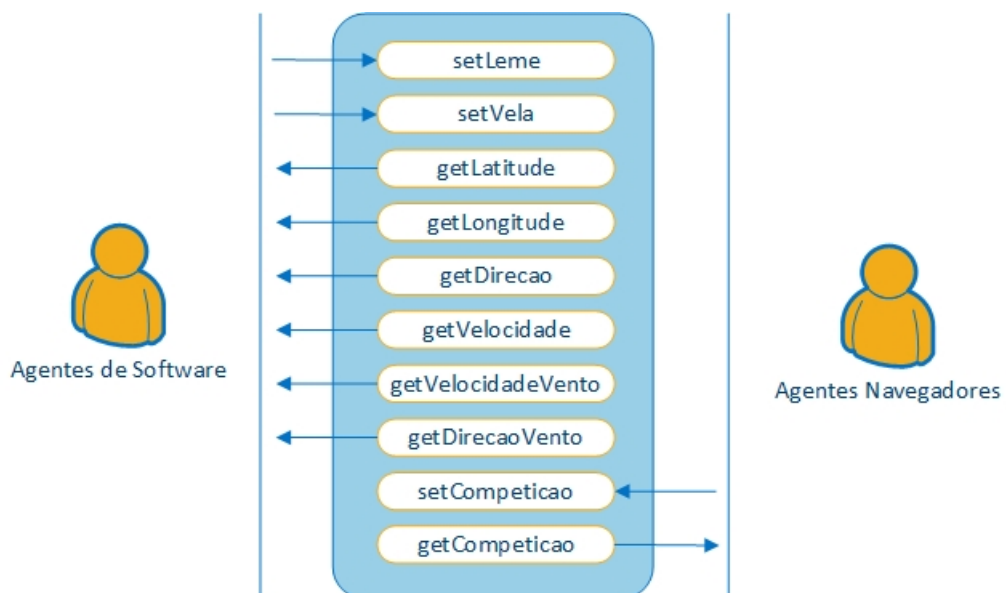 setLeme
setVela
getLatitude
getLongitude
getDirecao
getVelocidade
getVelocidadeVento
getDirecaoVento
setCompeticao
getCompeticao
Agentes de Software
Agentes Navegadores